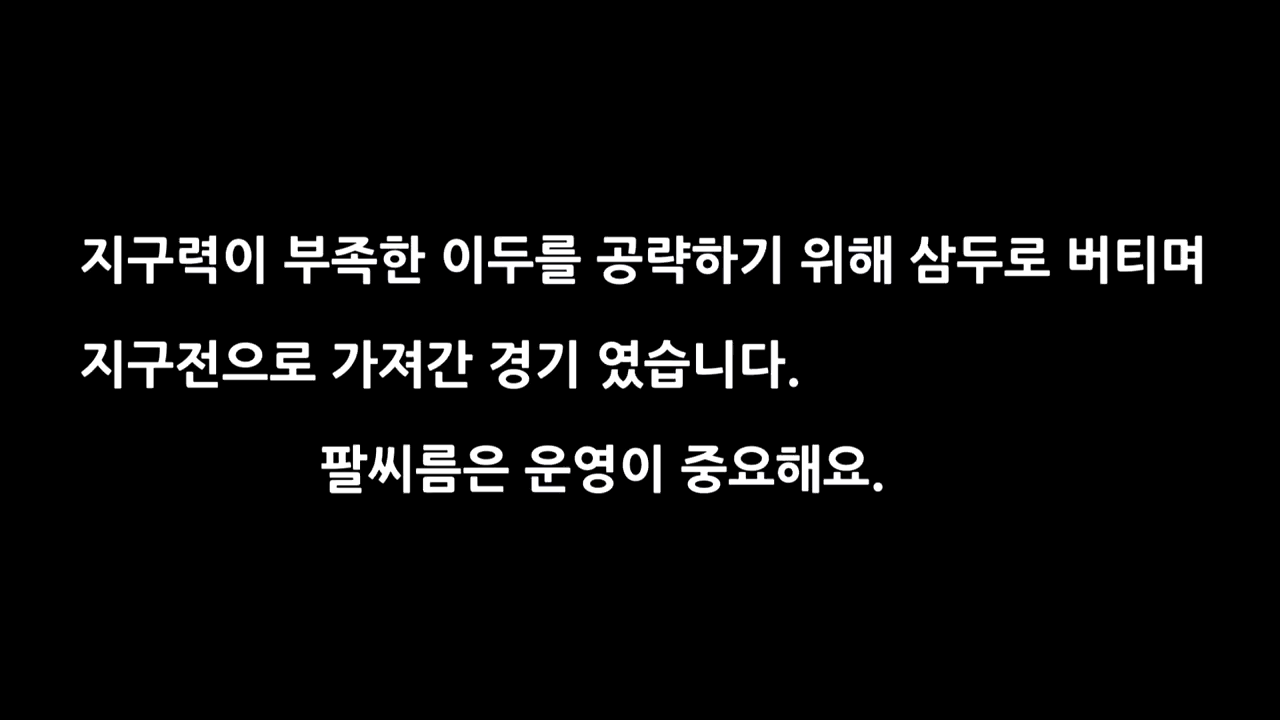 지구력이 부족한 이두를 공략하기 위해 삼두로 버티며
지구전으로 가져간 경기 였습니다.
팔씨름은 운영이 중요해요.